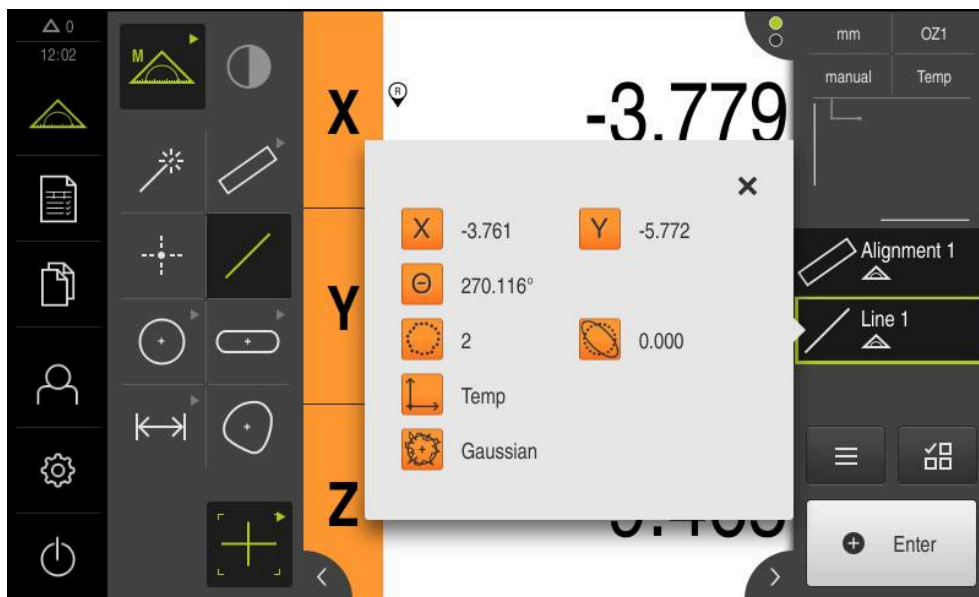 0
12:02
M
X
R
-3.779
Y
Z
X -3.761 Y -5.772
Θ 270.116°
2 0.000
Temp
Gaussian
mm OZ1
manual Temp
Alignment 1
Line 1
Enter